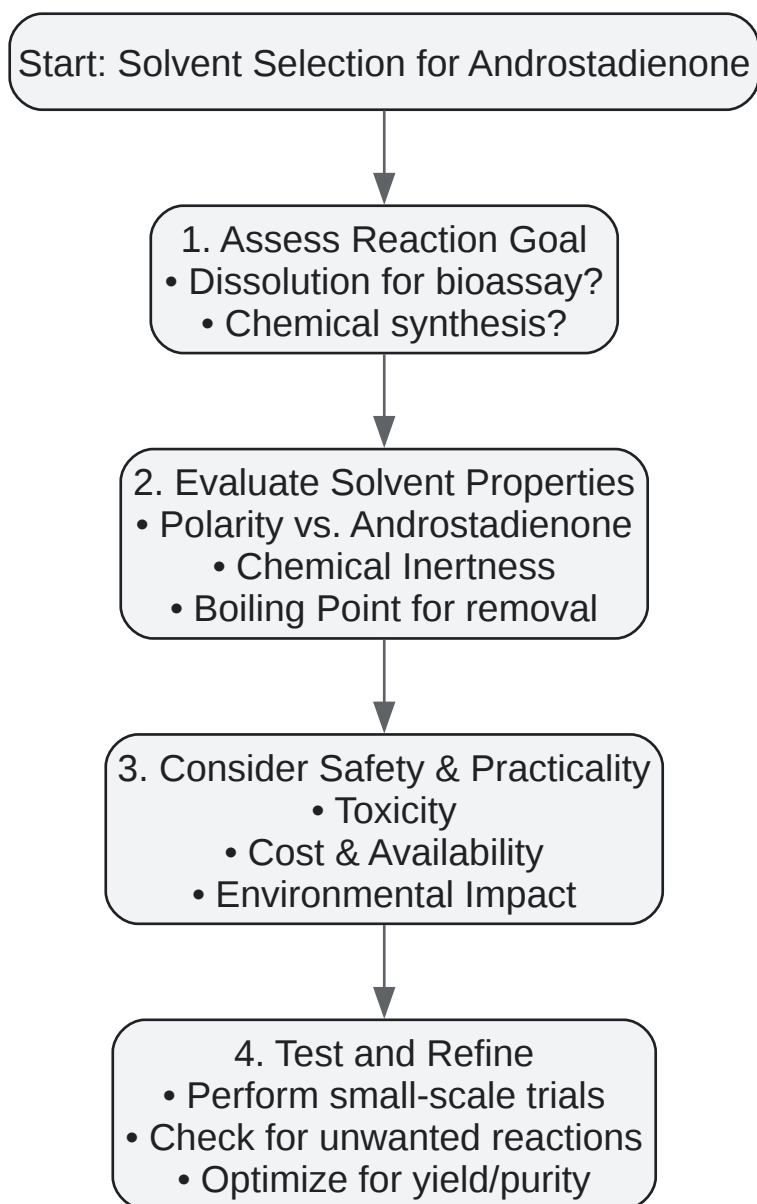 Start: Solvent Selection for Androstadienone
1. Assess Reaction Goal
• Dissolution for bioassay?
• Chemical synthesis?
2. Evaluate Solvent Properties
• Polarity vs. Androstadienone
• Chemical Inertness
• Boiling Point for removal
3. Consider Safety & Practicality
• Toxicity
• Cost & Availability
• Environmental Impact
4. Test and Refine
• Perform small-scale trials
• Check for unwanted reactions
• Optimize for yield/purity